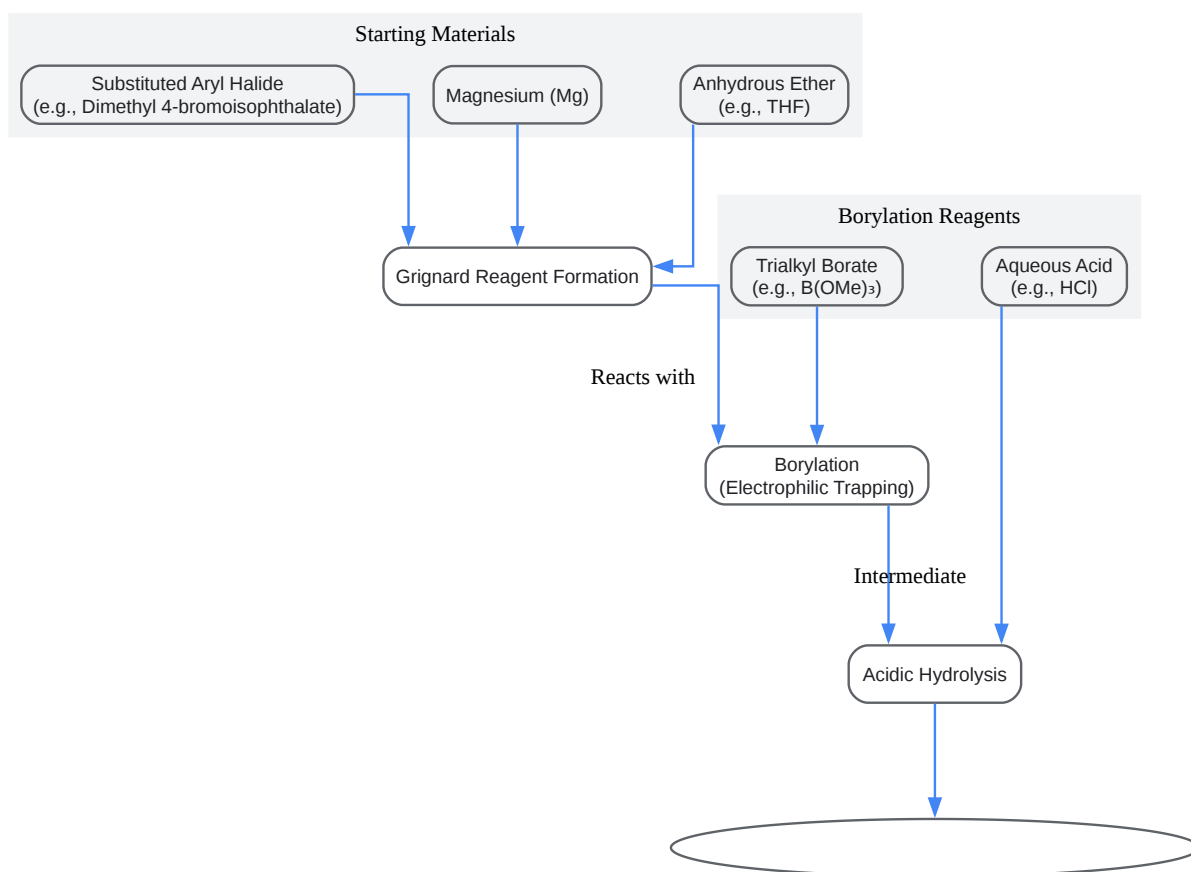 Starting Materials
Substituted Aryl Halide
(e.g., Dimethyl 4-bromoisophthalate)
Magnesium (Mg)
Anhydrous Ether
(e.g., THF)
Borylation Reagents
Grignard Reagent Formation
Trialkyl Borate
(e.g., B(OMe)₃)
Aqueous Acid
(e.g., HCl)
Reacts with
Borylation
(Electrophilic Trapping)
Intermediate
Acidic Hydrolysis